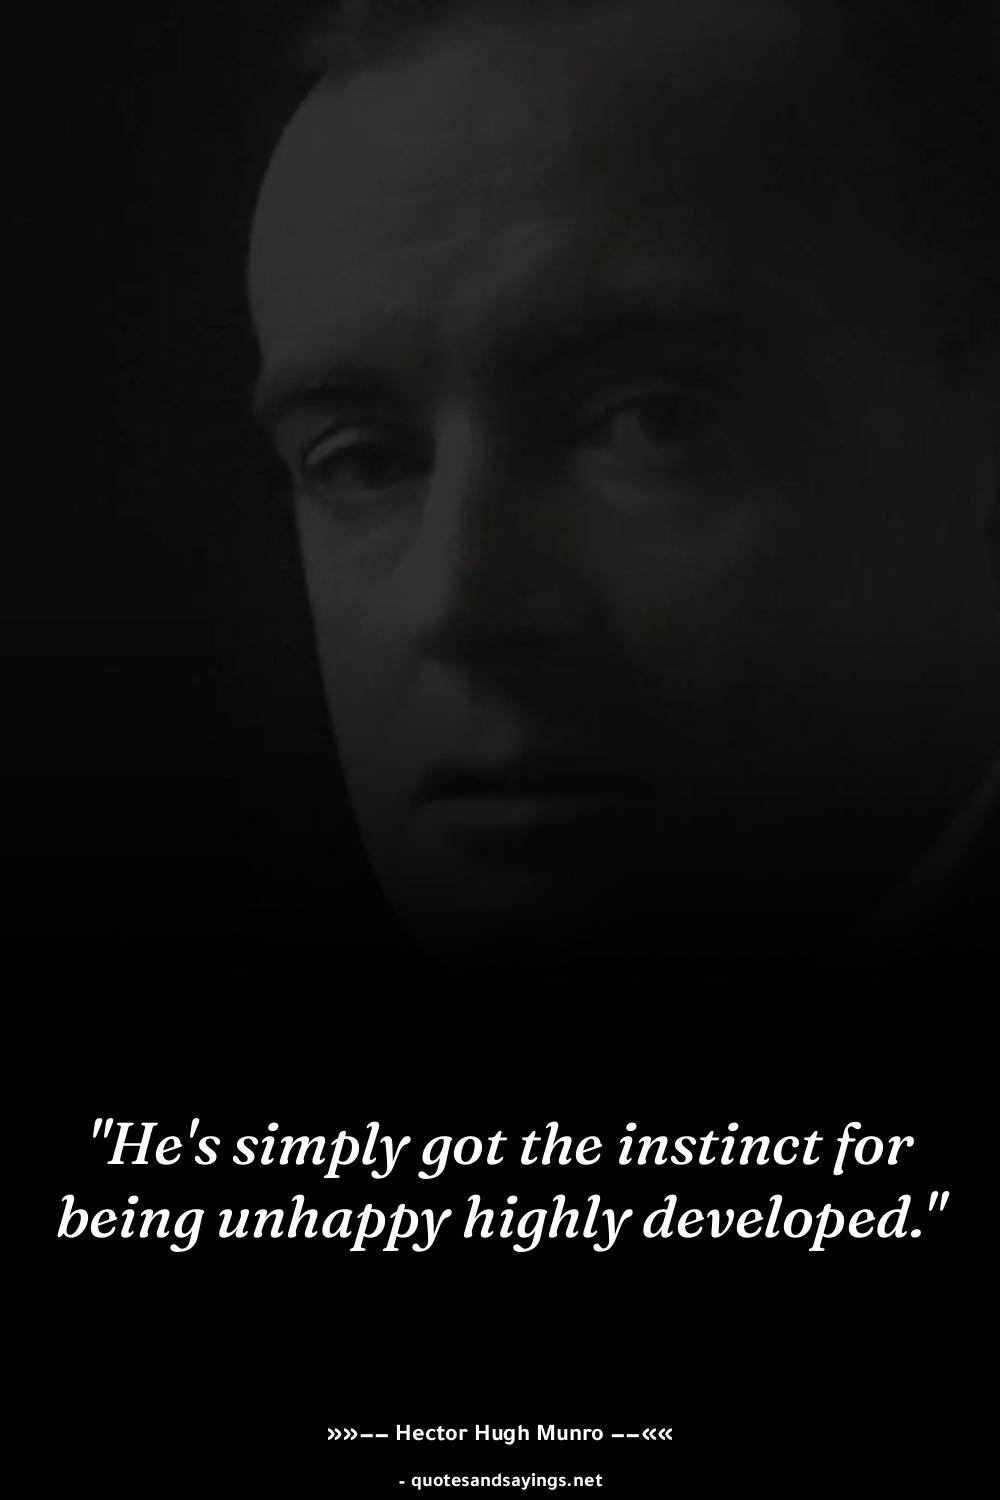 "He's simply got the instinct for
being unhappy highly developed."
»»–– Hector Hugh Munro ––««
- quotesandsayings.net